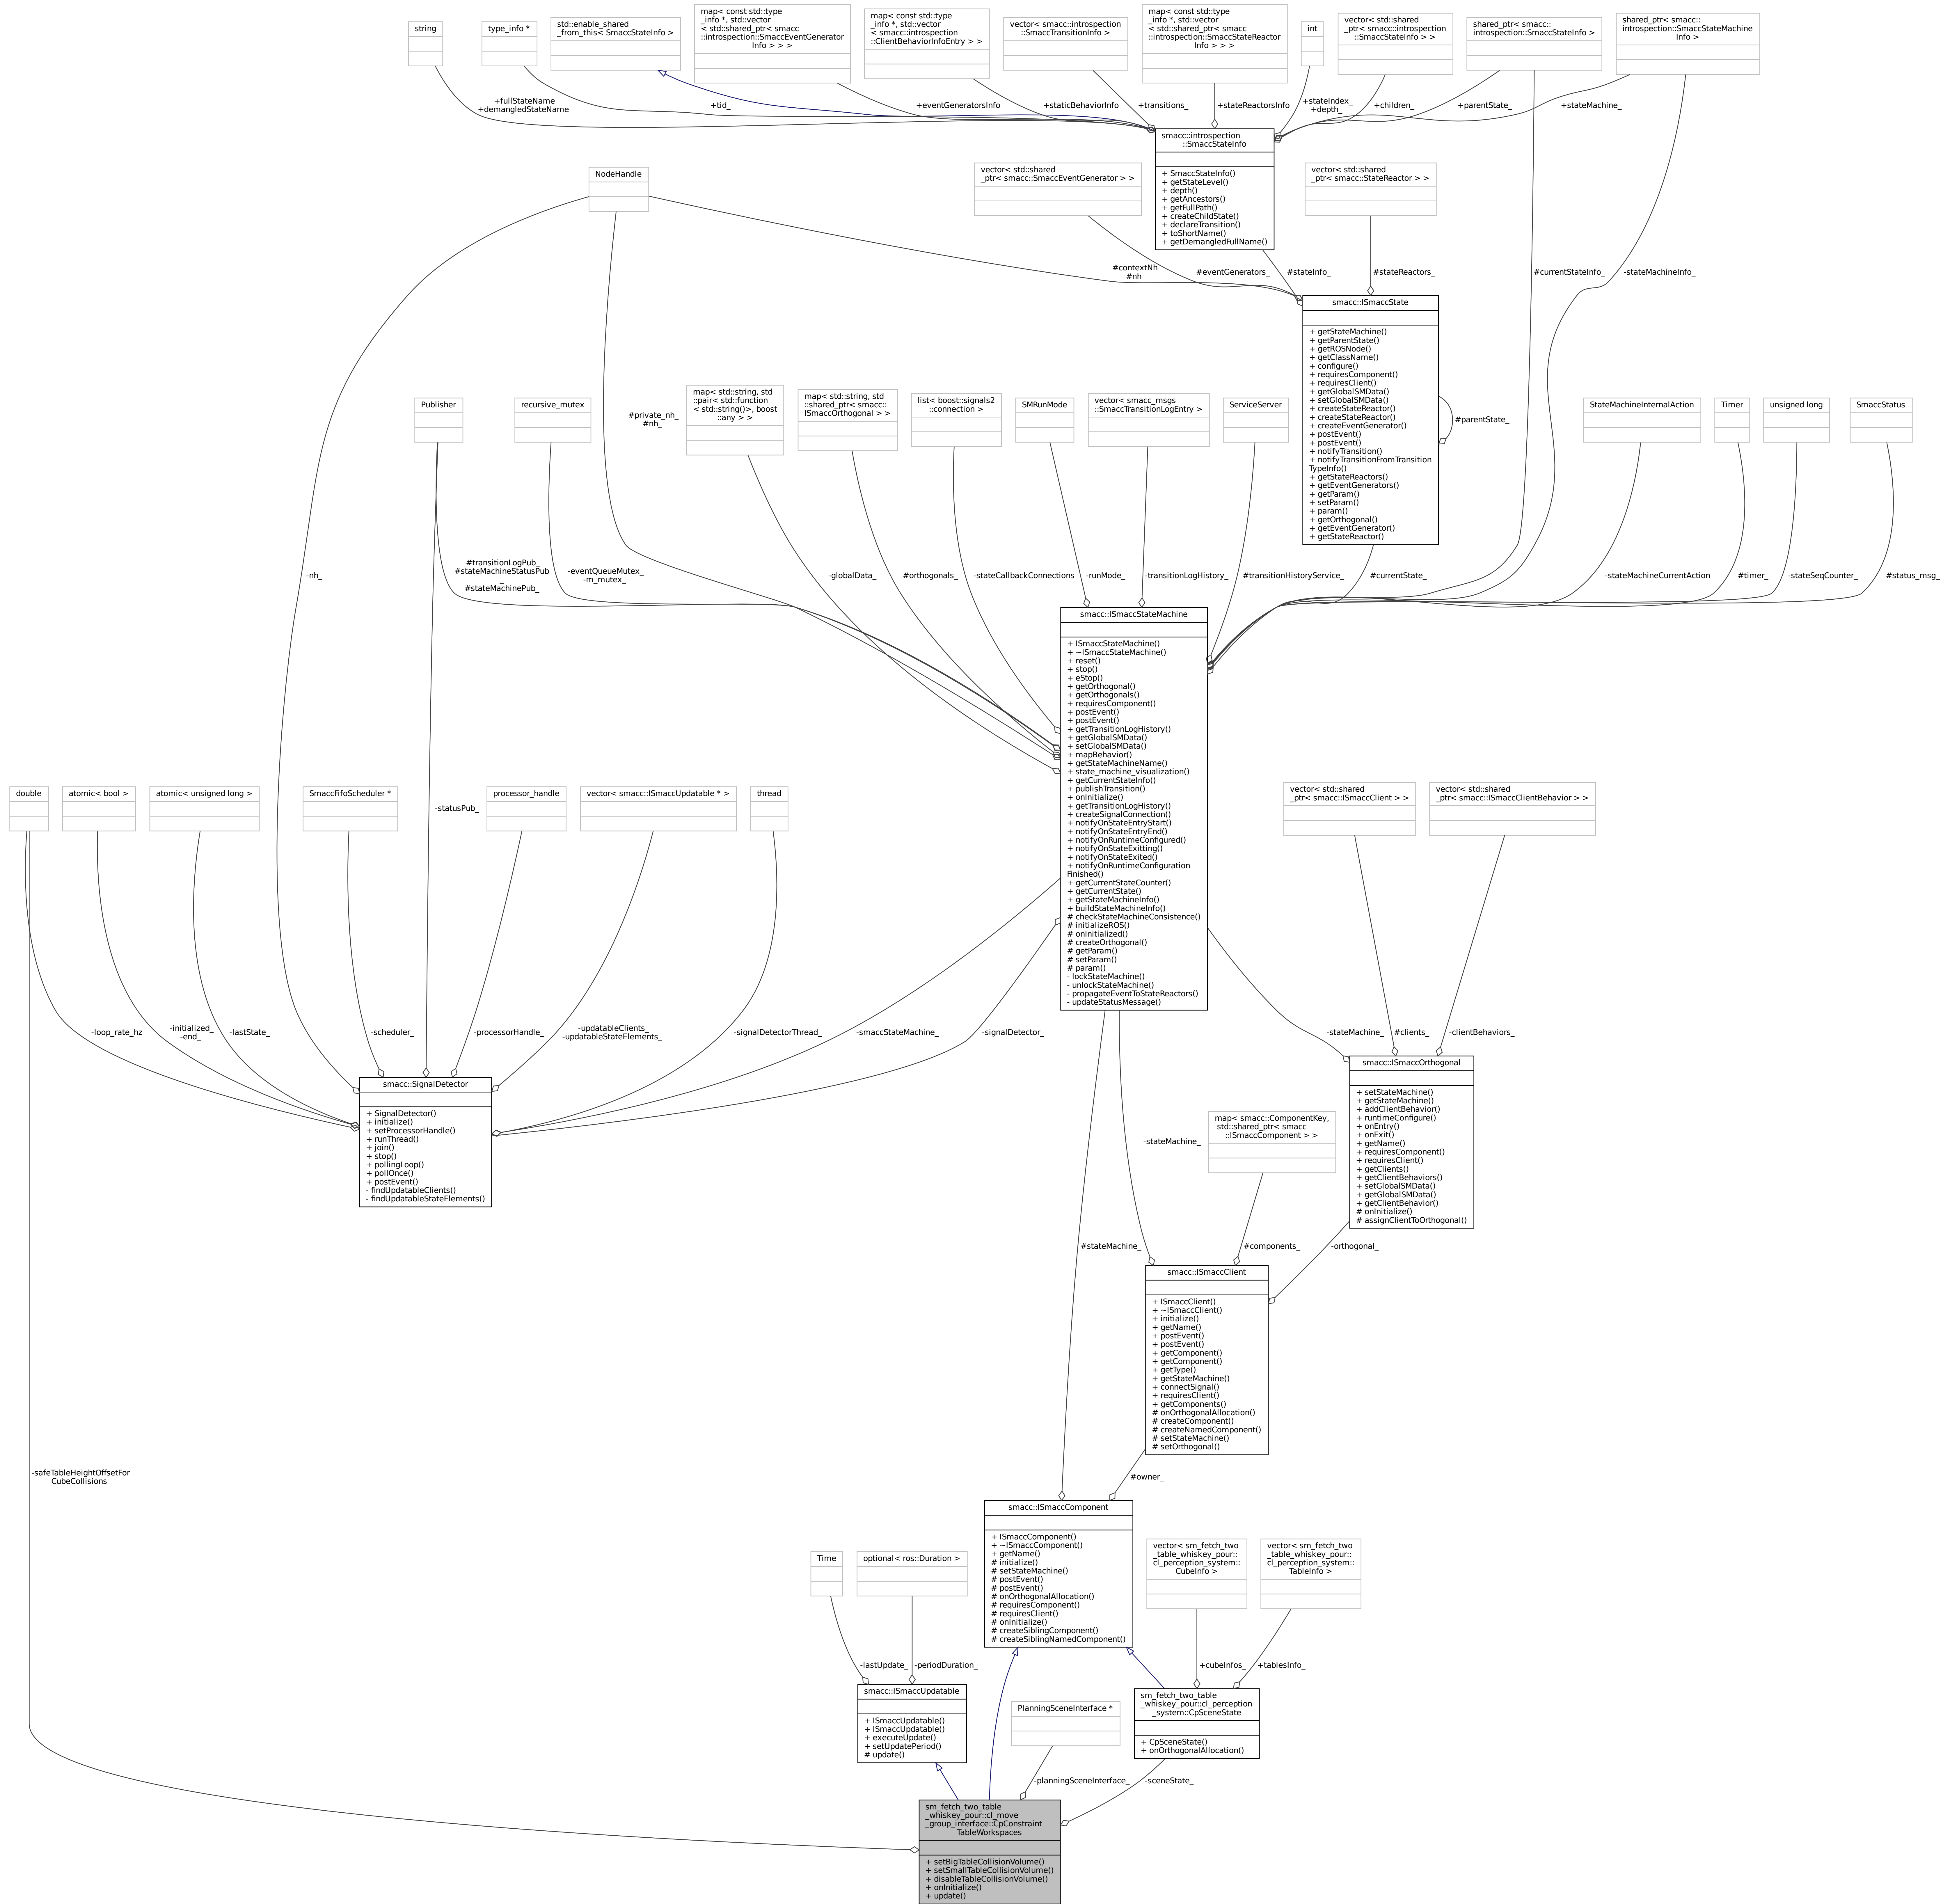 string
type_info *
std::enable_shared
_from_this< SmaccStateInfo >
map< const std::type
_info *, std::vector
< std::shared_ptr< smacc
::introspection::SmaccEventGenerator
Info > > >
map< const std::type
_info *, std::vector
< smacc::introspection
::ClientBehaviorInfoEntry > >
vector< smacc::introspection
::SmaccTransitionInfo >
map< const std::type
_info *, std::vector
< std::shared_ptr< smacc
::introspection::SmaccStateReactor
Info > > >
int
vector< std::shared
_ptr< smacc::introspection
::SmaccStateInfo > >
shared_ptr< smacc::
introspection::SmaccStateInfo >
shared_ptr< smacc::
introspection::SmaccStateMachine
Info >
+fullStateName
+demangledStateName
+tid_
+eventGeneratorsInfo
+staticBehaviorInfo
+transitions_
+stateReactorsInfo
+stateIndex_
+depth_
+children_
+parentState_
+stateMachine_
smacc::introspection
::SmaccStateInfo
+ SmaccStateInfo()
+ getStateLevel()
+ depth()
+ getAncestors()
+ getFullPath()
+ createChildState()
+ declareTransition()
+ toShortName()
+ getDemangledFullName()
NodeHandle
vector< std::shared
_ptr< smacc::SmaccEventGenerator > >
vector< std::shared
_ptr< smacc::StateReactor > >
#contextNh
#nh
#eventGenerators_
#stateInfo_
#stateReactors_
#currentStateInfo_
-stateMachineInfo_
smacc::ISmaccState
+ getStateMachine()
+ getParentState()
+ getROSNode()
+ getClassName()
+ configure()
+ requiresComponent()
+ requiresClient()
+ getGlobalSMData()
+ setGlobalSMData()
+ createStateReactor()
+ createStateReactor()
+ createEventGenerator()
+ postEvent()
+ postEvent()
+ notifyTransition()
+ notifyTransitionFromTransition
TypeInfo()
+ getStateReactors()
+ getEventGenerators()
+ getParam()
+ setParam()
+ param()
+ getOrthogonal()
+ getEventGenerator()
+ getStateReactor()
#parentState_
Publisher
recursive_mutex
#private_nh_
#nh_
map< std::string, std
::pair< std::function
< std::string()>, boost
::any > >
map< std::string, std
::shared_ptr< smacc::
ISmaccOrthogonal > >
list< boost::signals2
::connection >
SMRunMode
vector< smacc_msgs
::SmaccTransitionLogEntry >
ServiceServer
StateMachineInternalAction
Timer
unsigned long
SmaccStatus
-nh_
#transitionLogPub_
#stateMachineStatusPub
_
#stateMachinePub_
-eventQueueMutex_
-m_mutex_
-globalData_
#orthogonals_
-stateCallbackConnections
-runMode_
-transitionLogHistory_
#transitionHistoryService_
#currentState_
-stateMachineCurrentAction
#timer_
-stateSeqCounter_
#status_msg_
smacc::ISmaccStateMachine
+ ISmaccStateMachine()
+ ~ISmaccStateMachine()
+ reset()
+ stop()
+ eStop()
+ getOrthogonal()
+ getOrthogonals()
+ requiresComponent()
+ postEvent()
+ postEvent()
+ getTransitionLogHistory()
+ getGlobalSMData()
+ setGlobalSMData()
+ mapBehavior()
+ getStateMachineName()
+ state_machine_visualization()
+ getCurrentStateInfo()
+ publishTransition()
+ onInitialize()
+ getTransitionLogHistory()
+ createSignalConnection()
+ notifyOnStateEntryStart()
+ notifyOnStateEntryEnd()
+ notifyOnRuntimeConfigured()
+ notifyOnStateExitting()
+ notifyOnStateExited()
+ notifyOnRuntimeConfiguration
Finished()
+ getCurrentStateCounter()
+ getCurrentState()
+ getStateMachineInfo()
+ buildStateMachineInfo()
# checkStateMachineConsistence()
# initializeROS()
# onInitialized()
# createOrthogonal()
# getParam()
# setParam()
# param()
- lockStateMachine()
- unlockStateMachine()
- propagateEventToStateReactors()
- updateStatusMessage()
double
atomic< bool >
atomic< unsigned long >
SmaccFifoScheduler *
-statusPub_
processor_handle
vector< smacc::ISmaccUpdatable * >
thread
vector< std::shared
_ptr< smacc::ISmaccClient > >
vector< std::shared
_ptr< smacc::ISmaccClientBehavior > >
-loop_rate_hz
-initialized_
-end_
-lastState_
-scheduler_
-processorHandle_
-updatableClients_
-updatableStateElements_
-signalDetectorThread_
-smaccStateMachine_
-signalDetector_
-stateMachine_
#clients_
-clientBehaviors_
smacc::SignalDetector
+ SignalDetector()
+ initialize()
+ setProcessorHandle()
+ runThread()
+ join()
+ stop()
+ pollingLoop()
+ pollOnce()
+ postEvent()
- findUpdatableClients()
- findUpdatableStateElements()
smacc::ISmaccOrthogonal
+ setStateMachine()
+ getStateMachine()
+ addClientBehavior()
+ runtimeConfigure()
+ onEntry()
+ onExit()
+ getName()
+ requiresComponent()
+ requiresClient()
+ getClients()
+ getClientBehaviors()
+ setGlobalSMData()
+ getGlobalSMData()
+ getClientBehavior()
# onInitialize()
# assignClientToOrthogonal()
-stateMachine_
map< smacc::ComponentKey,
std::shared_ptr< smacc
::ISmaccComponent > >
#stateMachine_
#components_
-orthogonal_
smacc::ISmaccClient
+ ISmaccClient()
+ ~ISmaccClient()
+ initialize()
+ getName()
+ postEvent()
+ postEvent()
+ getComponent()
+ getComponent()
+ getType()
+ getStateMachine()
+ connectSignal()
+ requiresClient()
+ getComponents()
# onOrthogonalAllocation()
# createComponent()
# createNamedComponent()
# setStateMachine()
# setOrthogonal()
-safeTableHeightOffsetFor
CubeCollisions
#owner_
smacc::ISmaccComponent
+ ISmaccComponent()
+ ~ISmaccComponent()
+ getName()
# initialize()
# setStateMachine()
# postEvent()
# postEvent()
# onOrthogonalAllocation()
# requiresComponent()
# requiresClient()
# onInitialize()
# createSiblingComponent()
# createSiblingNamedComponent()
Time
optional< ros::Duration >
vector< sm_fetch_two
_table_whiskey_pour::
cl_perception_system::
CubeInfo >
vector< sm_fetch_two
_table_whiskey_pour::
cl_perception_system::
TableInfo >
-lastUpdate_
-periodDuration_
+cubeInfos_
+tablesInfo_
smacc::ISmaccUpdatable
+ ISmaccUpdatable()
+ ISmaccUpdatable()
+ executeUpdate()
+ setUpdatePeriod()
# update()
PlanningSceneInterface *
sm_fetch_two_table
_whiskey_pour::cl_perception
_system::CpSceneState
+ CpSceneState()
+ onOrthogonalAllocation()
-planningSceneInterface_
-sceneState_
sm_fetch_two_table
_whiskey_pour::cl_move
_group_interface::CpConstraint
TableWorkspaces
+ setBigTableCollisionVolume()
+ setSmallTableCollisionVolume()
+ disableTableCollisionVolume()
+ onInitialize()
+ update()